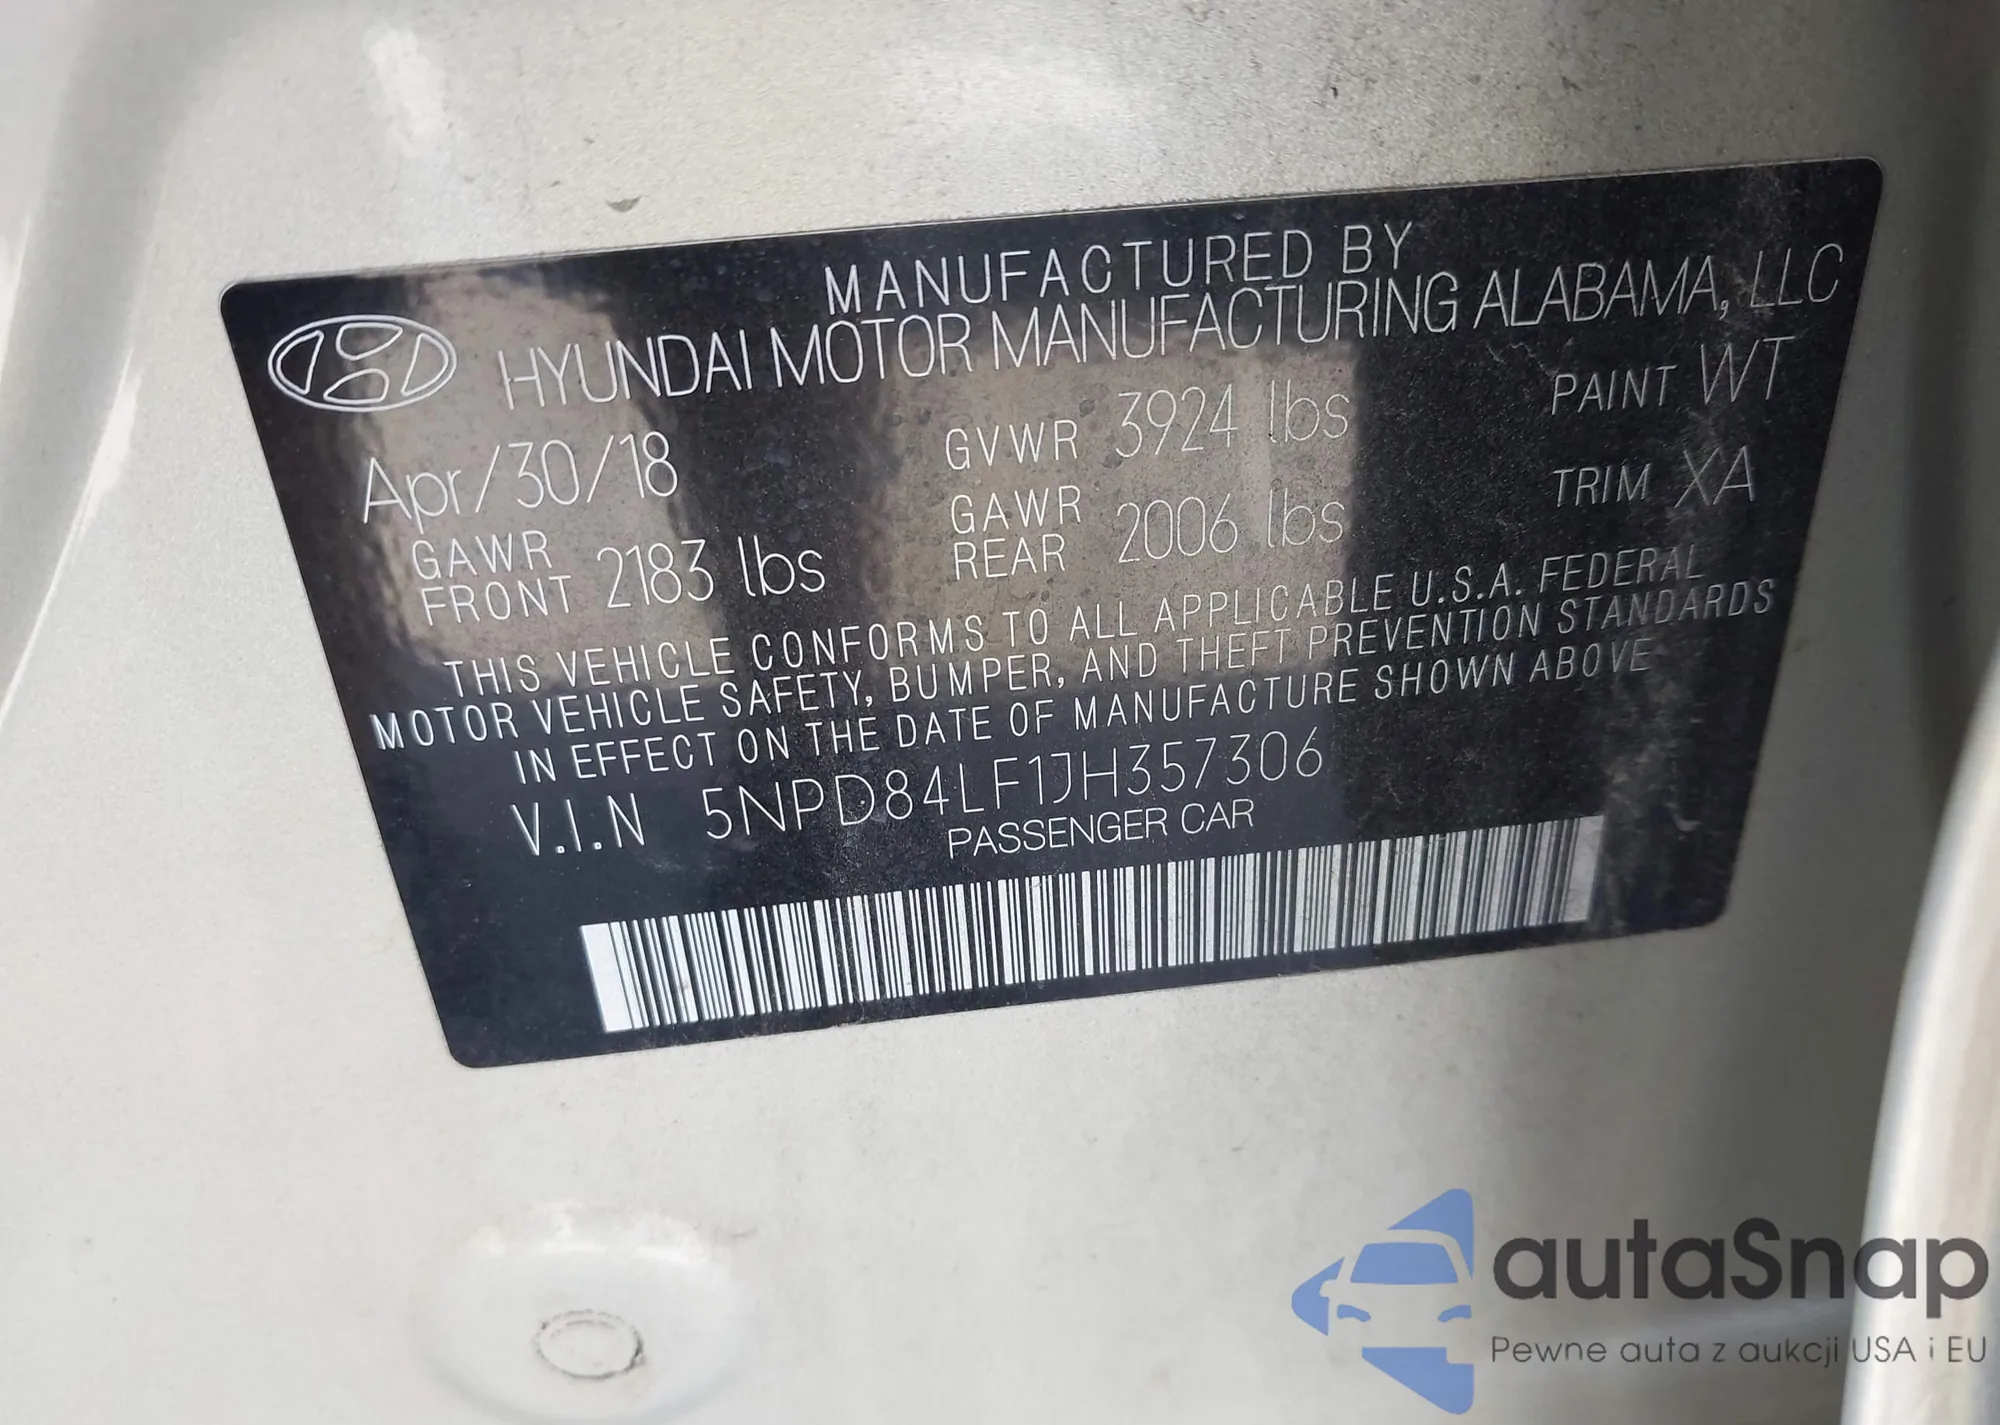 MANUFACTURED BY
HYUNDAI MOTOR MANUFACTURING ALABAMA, LLC
Apr/30/18 GVWR 3924 lbs PAINT WT
GAWR FRONT 2183 lbs GAWR REAR 2006 lbs TRIM XA
THIS VEHICLE CONFORMS TO ALL APPLICABLE U.S.A. FEDERAL
MOTOR VEHICLE SAFETY, BUMPER, AND THEFT PREVENTION STANDARDS
IN EFFECT ON THE DATE OF MANUFACTURE SHOWN ABOVE
V.I.N 5NPD84LF1JH357306
PASSENGER CAR
autaSnap
Pewne auta z aukcji USA i EU